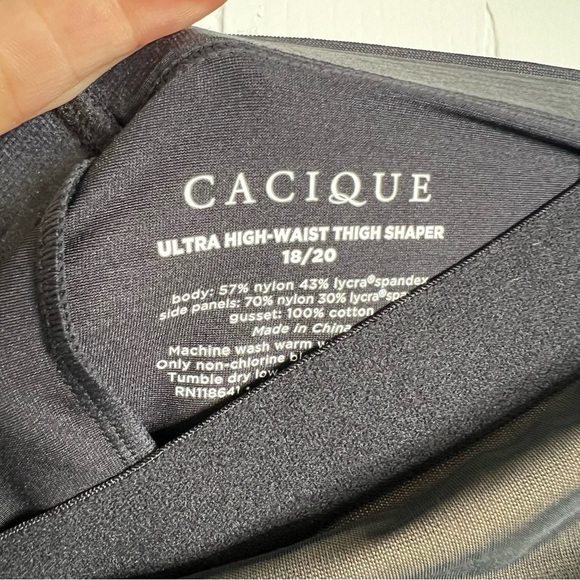 CACIQUE
ULTRA HIGH-WAIST THIGH SHAPER
18/20
body: 57% nylon 43% lycra®spandex
side panels: 70% nylon 30% lycra®
gusset: 100% cotton
Made in China
Machine wash warm
Only non-chlorine
Tumble dry low
RN118641